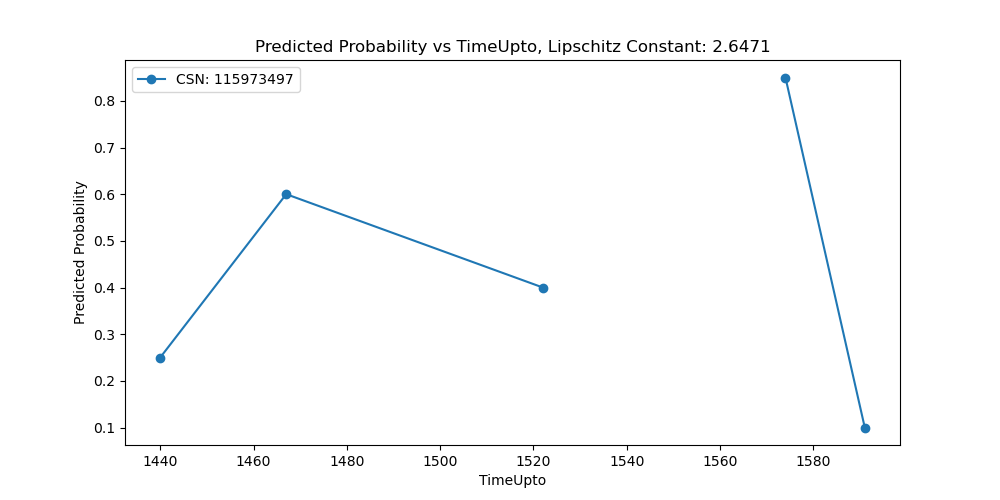 Predicted Probability vs TimeUpto, Lipschitz Constant: 2.6471
CSN: 115973497
Predicted Probability
0.8
0.7
0.6
0.5
0.4
0.3
0.2
0.1
1440 1460 1480 1500 1520 1540 1560 1580
TimeUpto